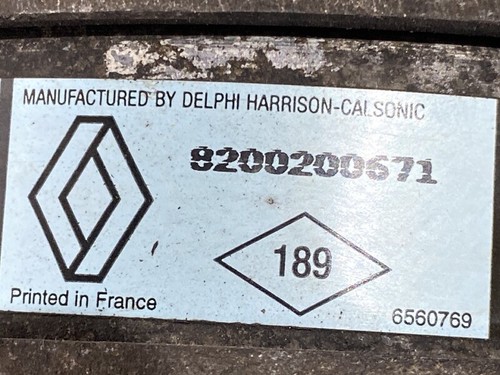 MANUFACTURED BY DELPHI HARRISON-CALSONIC
8200200671
189
Printed in France
6560769